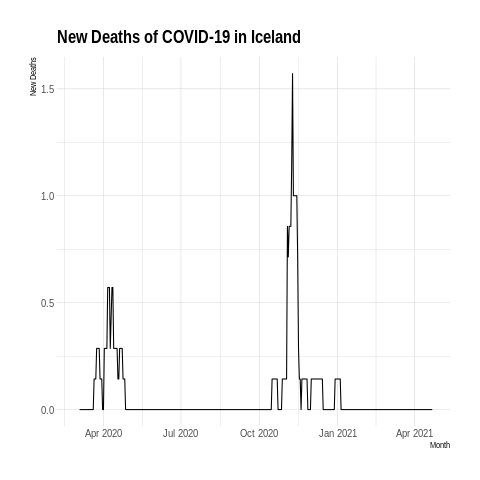 New Deaths of COVID-19 in Iceland
New Deaths
1.5
1.0
0.5
0.0
Apr 2020 Jul 2020 Oct 2020 Jan 2021 Apr 2021
Month